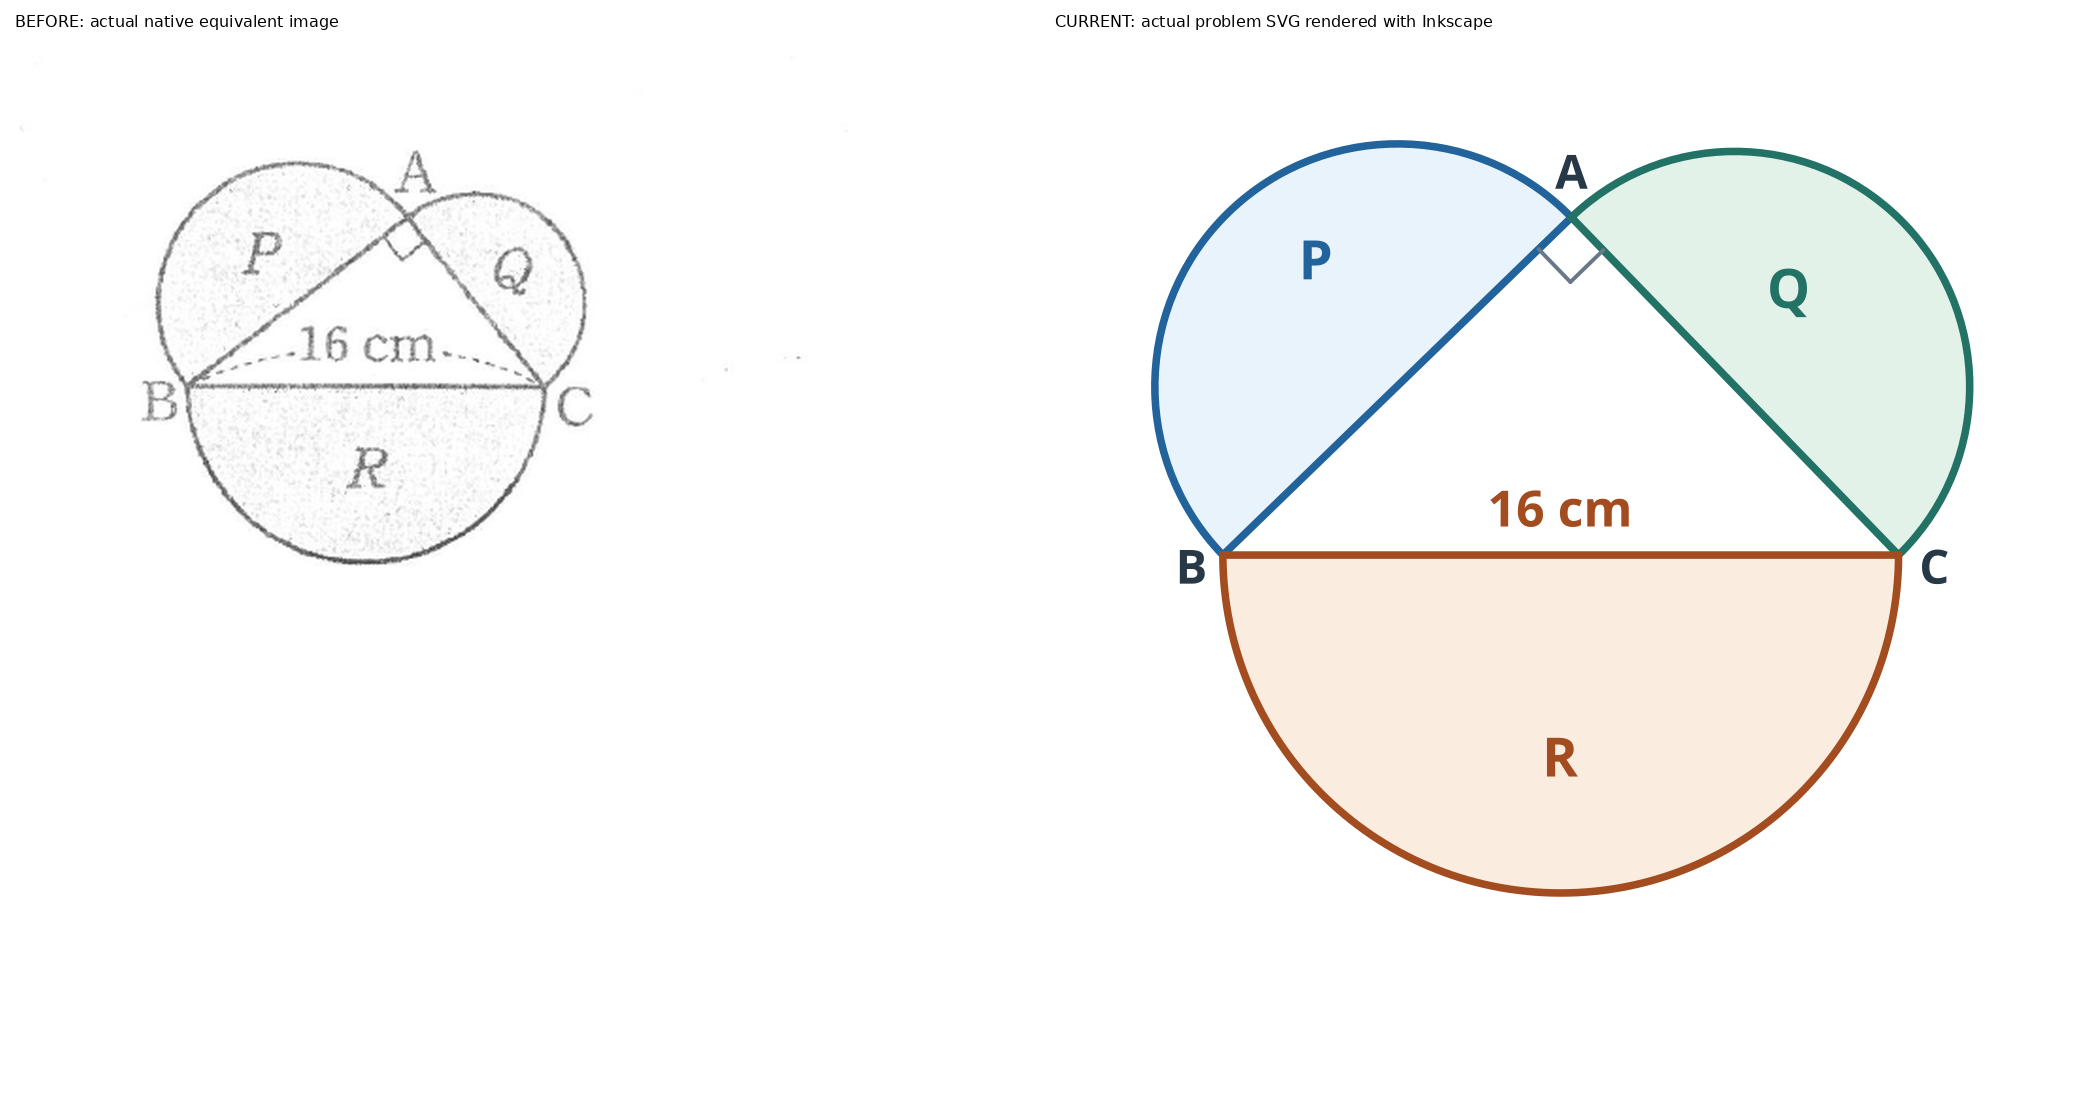 BEFORE: actual native equivalent image
A
P
Q
16 cm
B
C
R
CURRENT: actual problem SVG rendered with Inkscape
A
P
Q
16 cm
B
C
R